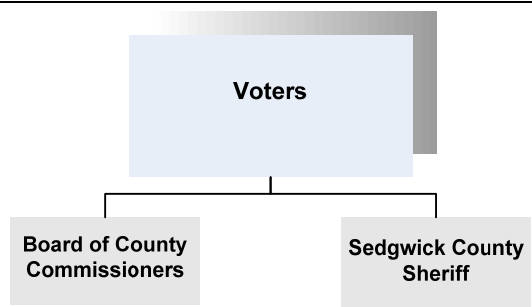 Voters
Board of County
Commissioners
Sedgwick County
Sheriff